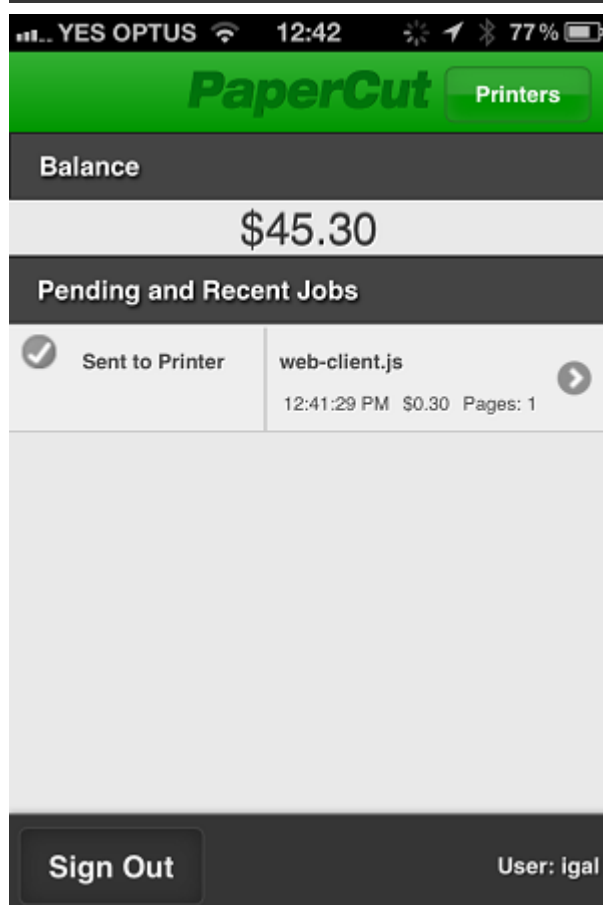 YES OPTUS 12:42 77%
PaperCut Printers
Balance
$45.30
Pending and Recent Jobs
Sent to Printer web-client.js
12:41:29 PM $0.30 Pages: 1
Sign Out User: igal